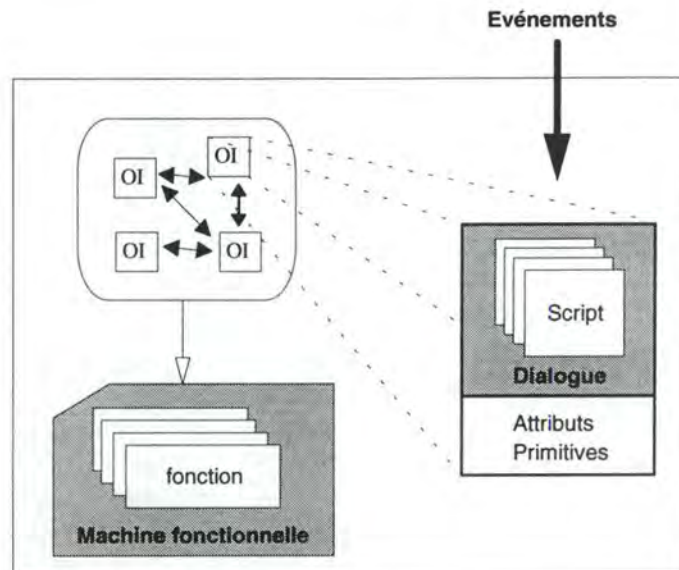 Evénements
OI
OI
OI
OI
Script
Dialogue
Attributs
Primitives
fonction
Machine fonctionnelle